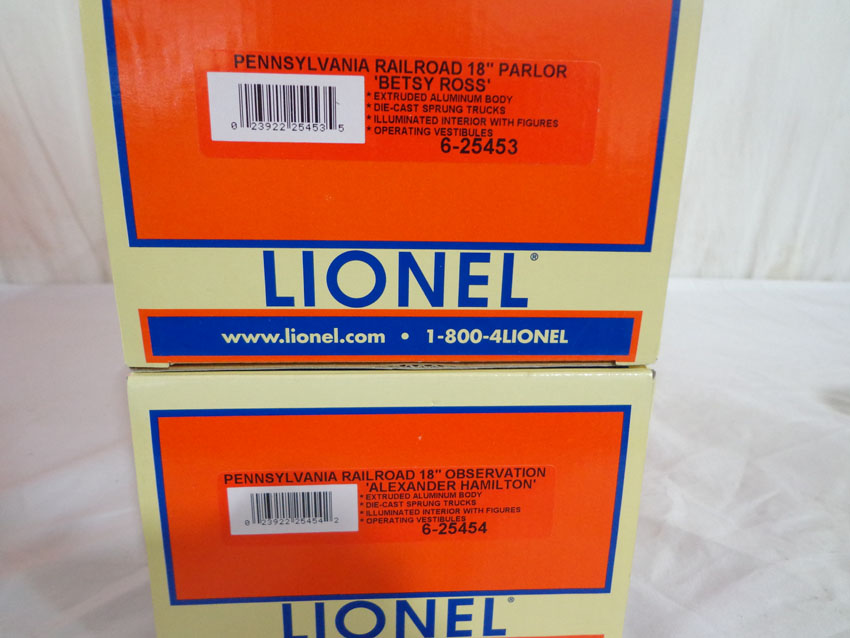 PENNSYLVANIA RAILROAD 18" PARLOR
'BETSY ROSS'
* EXTRUDED ALUMINUM BODY
* DIE-CAST SPRUNG TRUCKS
* ILLUMINATED INTERIOR WITH FIGURES
* OPERATING VESTIBULES
6-25453
0 23922 25453 5
LIONEL®
www.lionel.com • 1-800-4LIONEL
PENNSYLVANIA RAILROAD 18" OBSERVATION
'ALEXANDER HAMILTON'
* EXTRUDED ALUMINUM BODY
* DIE-CAST SPRUNG TRUCKS
* ILLUMINATED INTERIOR WITH FIGURES
* OPERATING VESTIBULES
6-25454
0 23922 25454 2
LIONEL®